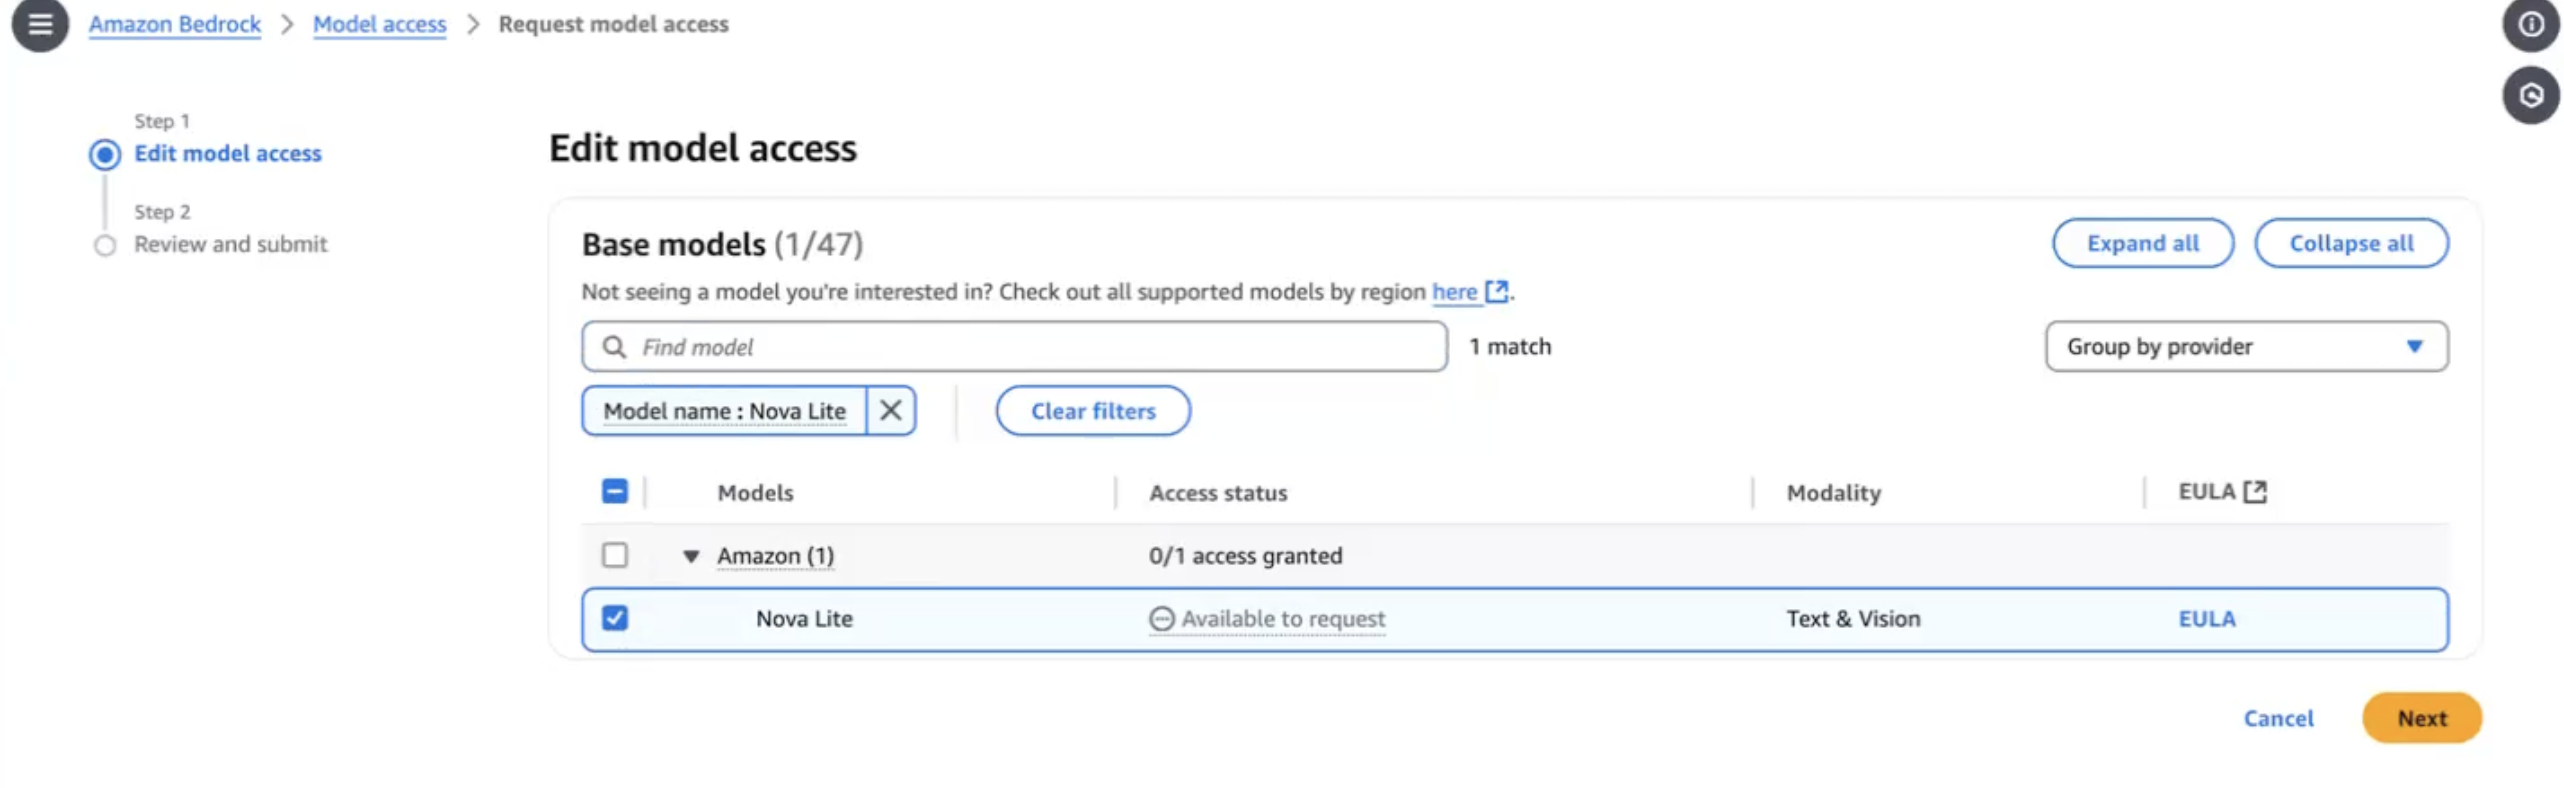 Amazon Bedrock > Model access > Request model access
Step 1
Edit model access
Step 2
Review and submit
Edit model access
Base models (1/47)
Expand all
Collapse all
Not seeing a model you're interested in? Check out all supported models by region here.
Find model
1 match
Group by provider
Model name : Nova Lite
Clear filters
Models Access status Modality EULA
Amazon (1) 0/1 access granted
Nova Lite Available to request Text & Vision EULA
Cancel Next